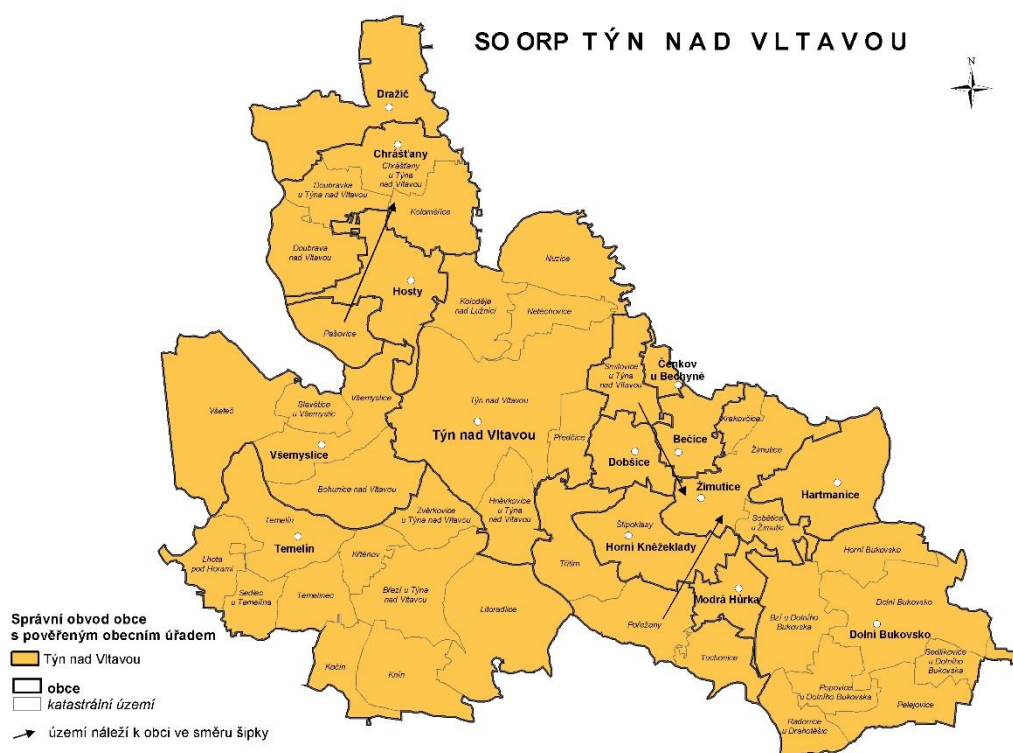 SO ORP TÝN NAD VLTAVOU
N
Dražič
Chrášťany
Chrášťany
u Týna
nad Vltavou
Doubravka
u Týna nad Vltavou
Koloměřice
Doubrava
nad Vltavou
Hosty
Pašovice
Nuzice
Koloděje
nad Lužnicí
Netěchovice
Smilovice
u Týna
nad Vltavou
Čenkov
u Bechyně
Všeteč
Slavětice
u Všemyslic
Všemyslice
Všemyslice
Bohunice nad Vltavou
Týn nad Vltavou
Týn nad Vltavou
Předčice
Dobšice
Bečice
Krakovčice
Žimutice
Žimutice
Hartmanice
Sobětice
u Žimutic
Temelín
Temelín
Zvěrkovice
u Týna nad Vltavou
Hněvkovice
u Týna
nad Vltavou
Štipoklasy
Horní Kněžeklady
Horní Bukovsko
Lhota
pod Horami
Sedlec
u Temelína
Temelínec
Křtěnov
Březí u Týna
nad Vltavou
Litoradlice
Třitim
Pořežany
Modrá Hůrka
Tuchonice
Bzí u Dolního
Bukovska
Dolní Bukovsko
Dolní Bukovsko
Sedlíkovice
u Dolního
Bukovska
Popovice
u Dolního Bukovska
Pelejovice
Radonice
u Drahotěšic
Kočín
Knín
Správní obvod obce
s pověřeným obecním úřadem
Týn nad Vltavou
obce
katastrální území
území náleží k obci ve směru šipky